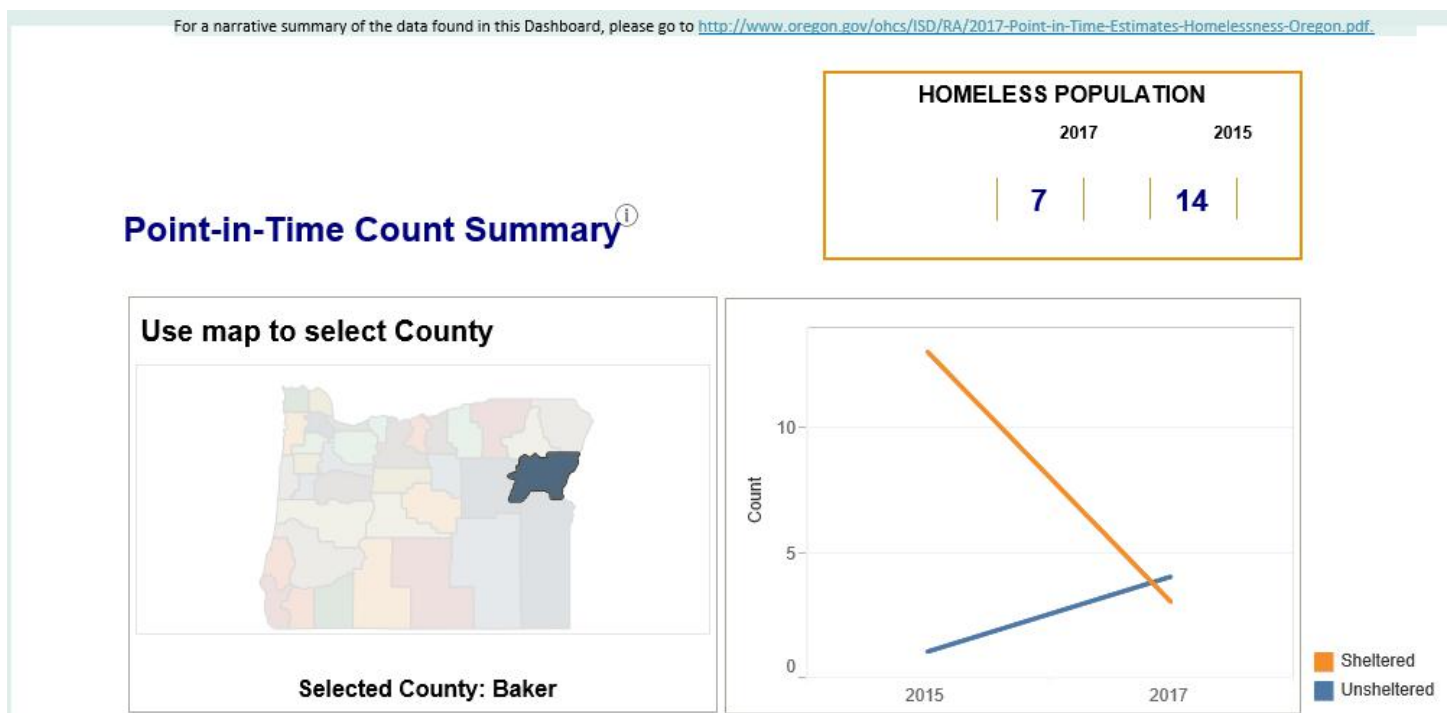 For a narrative summary of the data found in this Dashboard, please go to http://www.oregon.gov/ohcs/ISD/RA/2017-Point-in-Time-Estimates-Homelessness-Oregon.pdf.
HOMELESS POPULATION
2017 2015
7 14
Point-in-Time Count Summary
Use map to select County
Selected County: Baker
Count
10
5
0
2015 2017
Sheltered
Unsheltered